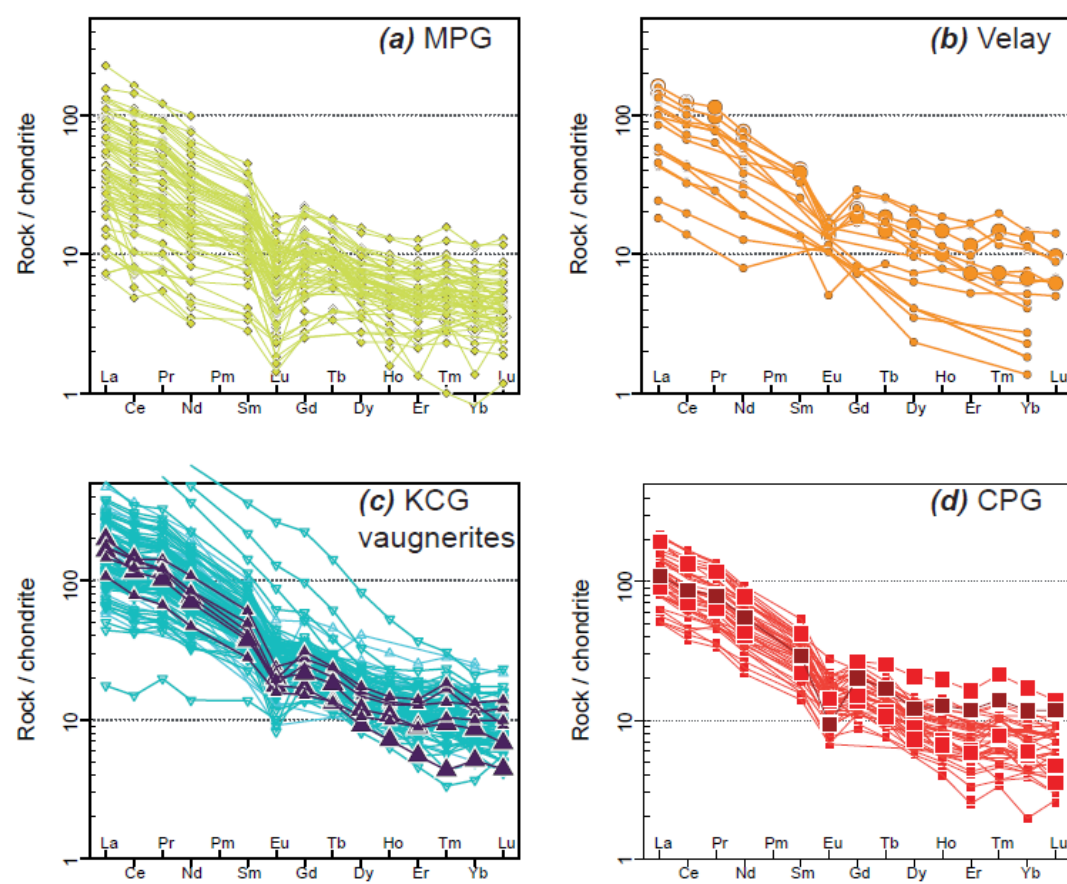 (a) MPG
Rock / chondrite
100
10
1
La Pr Pm Eu Tb Ho Tm Lu
Ce Nd Sm Gd Dy Er Yb
(b) Velay
Rock / chondrite
100
10
1
La Pr Pm Eu Tb Ho Tm Lu
Ce Nd Sm Gd Dy Er Yb
(c) KCG
vaugnerites
Rock / chondrite
100
10
1
La Pr Pm Eu Tb Ho Tm Lu
Ce Nd Sm Gd Dy Er Yb
(d) CPG
Rock / chondrite
100
10
1
La Pr Pm Eu Tb Ho Tm Lu
Ce Nd Sm Gd Dy Er Yb